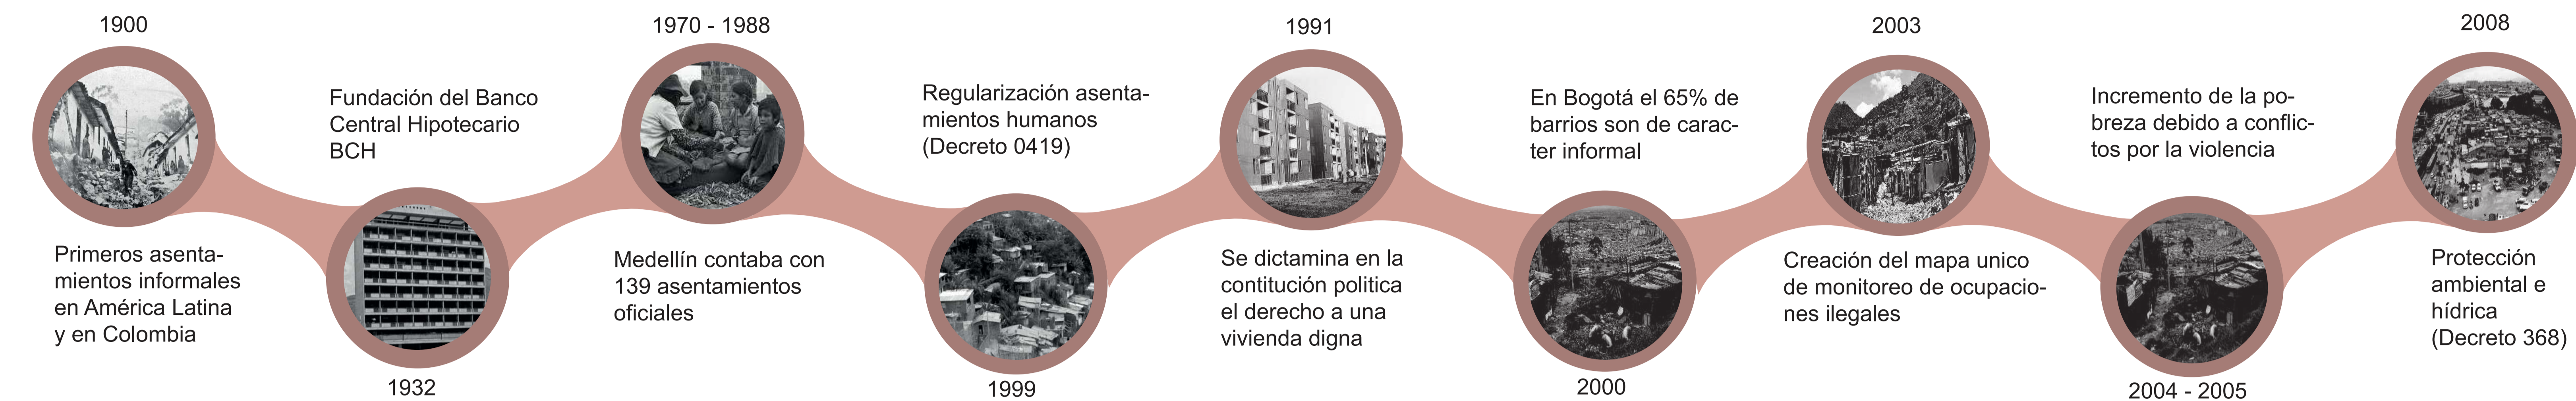 1900
Primeros asenta-
mientos informales
en América Latina
y en Colombia
Fundación del Banco
Central Hipotecario
BCH
1932
1970 - 1988
Medellín contaba con
139 asentamientos
oficiales
Regularización asenta-
mientos humanos
(Decreto 0419)
1999
1991
Se dictamina en la
contitución politica
el derecho a una
vivienda digna
En Bogotá el 65% de
barrios son de carac-
ter informal
2000
2003
Creación del mapa unico
de monitoreo de ocupacio-
nes ilegales
Incremento de la po-
breza debido a conflic-
tos por la violencia
2004 - 2005
2008
Protección
ambiental e
hídrica
(Decreto 368)